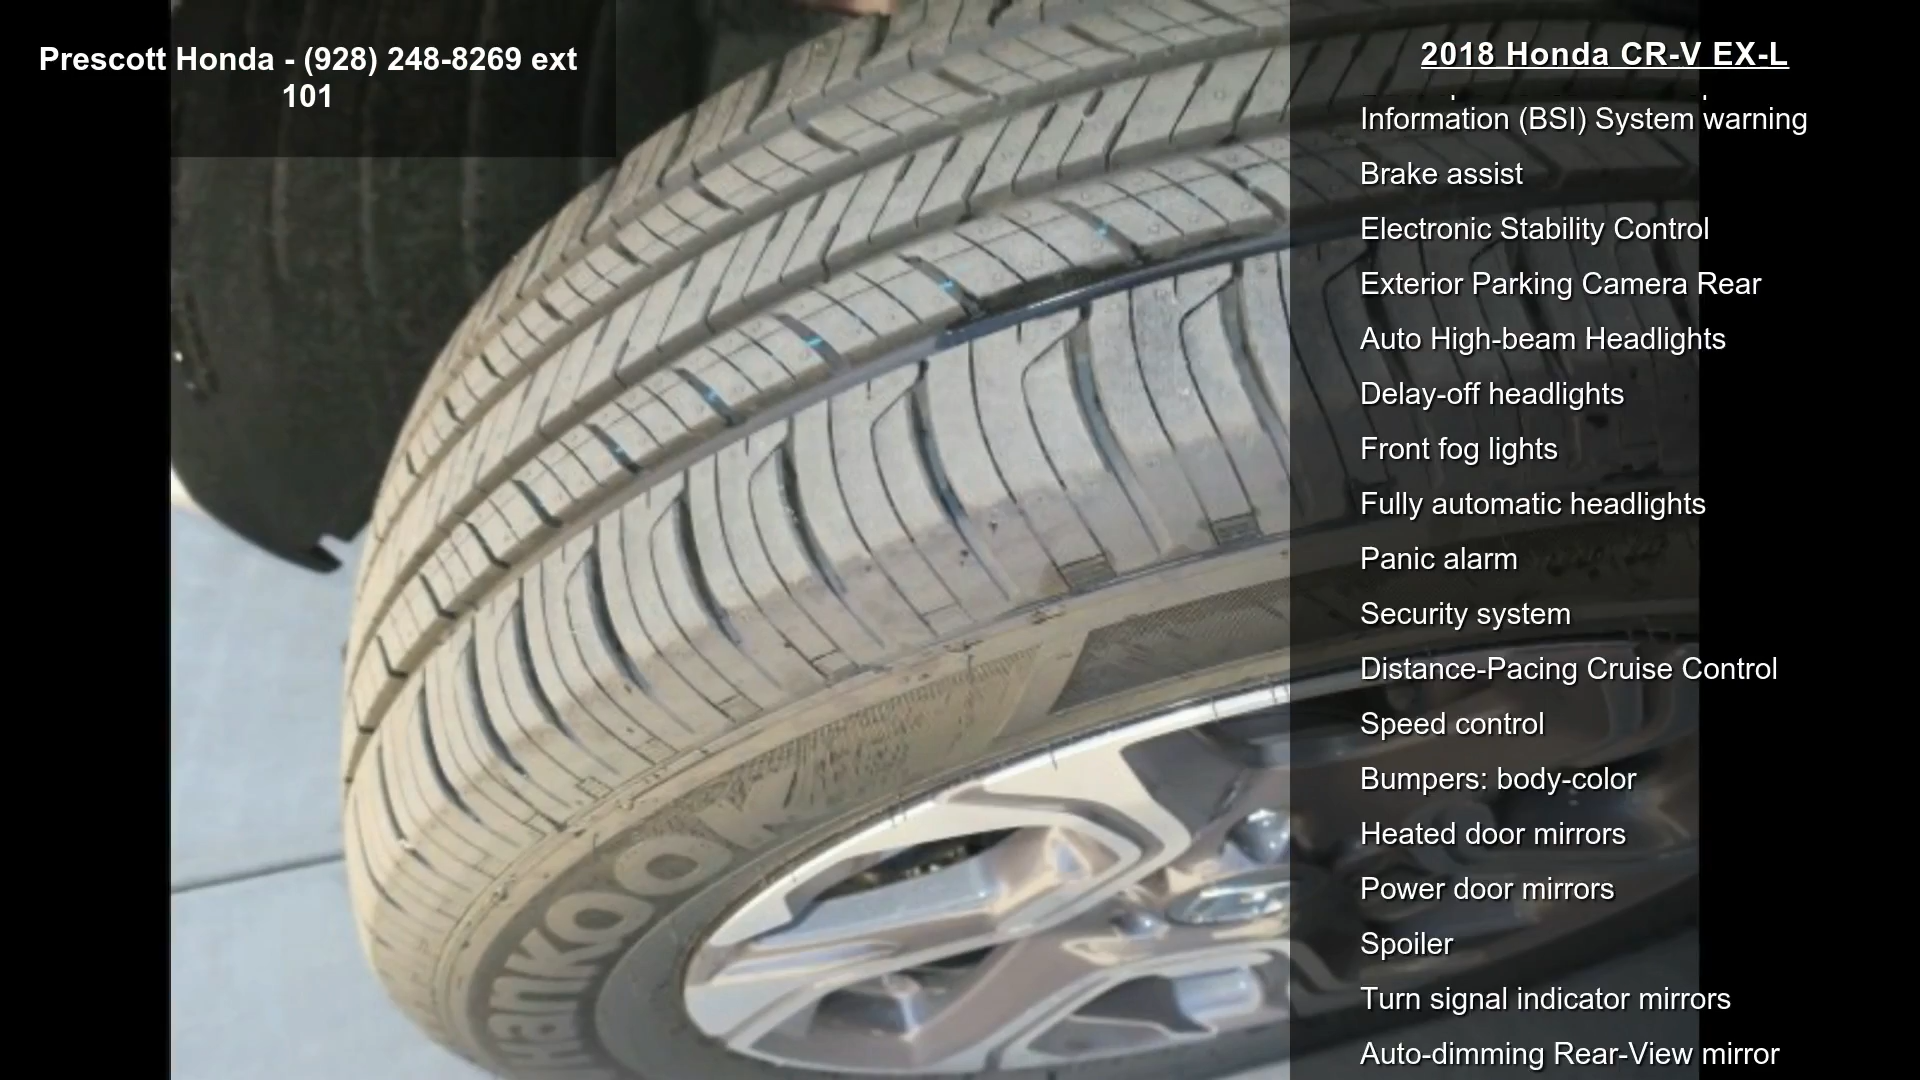 Prescott Honda - (928) 248-8269 ext
101
2018 Honda CR-V EX-L
Information (BSI) System warning
Brake assist
Electronic Stability Control
Exterior Parking Camera Rear
Auto High-beam Headlights
Delay-off headlights
Front fog lights
Fully automatic headlights
Panic alarm
Security system
Distance-Pacing Cruise Control
Speed control
Bumpers: body-color
Heated door mirrors
Power door mirrors
Spoiler
Turn signal indicator mirrors
Auto-dimming Rear-View mirror
Hankook